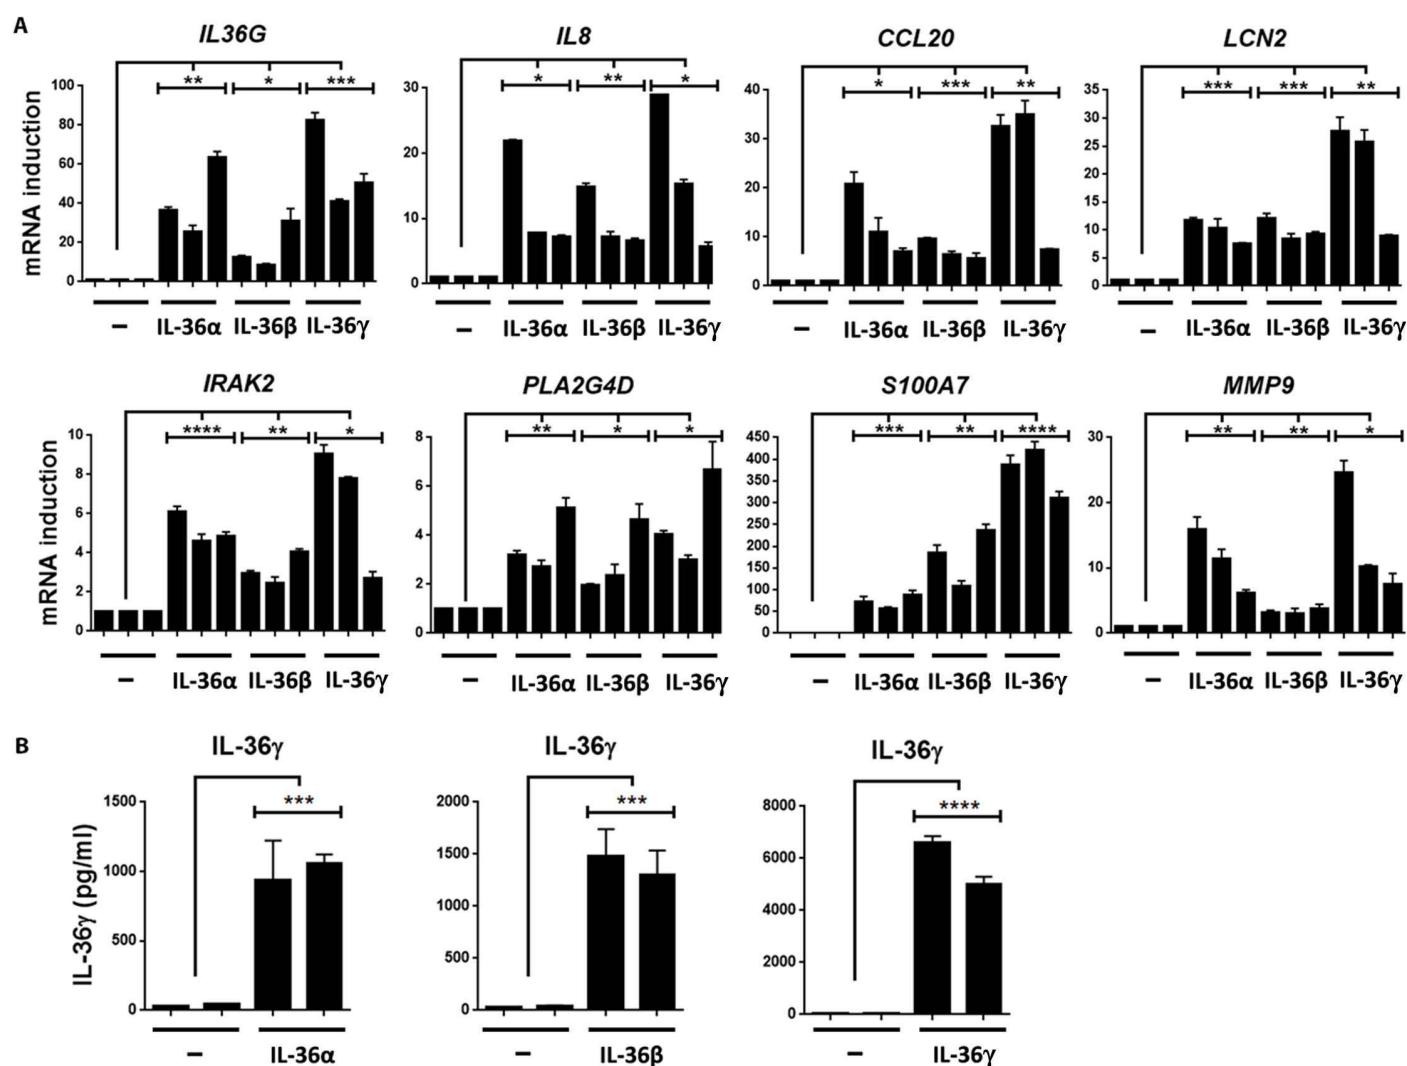 A
IL36G
IL8
CCL20
LCN2
mRNA induction
** * ***
* ** *
* *** **
*** *** **
100
80
60
40
20
0
30
20
10
0
40
30
20
10
0
35
30
25
20
15
10
5
0
– IL-36α IL-36β IL-36γ
– IL-36α IL-36β IL-36γ
– IL-36α IL-36β IL-36γ
– IL-36α IL-36β IL-36γ
IRAK2
PLA2G4D
S100A7
MMP9
mRNA induction
**** ** *
** * *
*** ** ****
** ** *
10
8
6
4
2
0
8
6
4
2
0
450
400
350
300
250
200
150
100
50
0
30
20
10
0
– IL-36α IL-36β IL-36γ
– IL-36α IL-36β IL-36γ
– IL-36α IL-36β IL-36γ
– IL-36α IL-36β IL-36γ
B
IL-36γ
IL-36γ
IL-36γ
IL-36γ (pg/ml)
***
***
****
1500
1000
500
0
2000
1500
1000
500
0
8000
6000
4000
2000
0
– IL-36α
– IL-36β
– IL-36γ